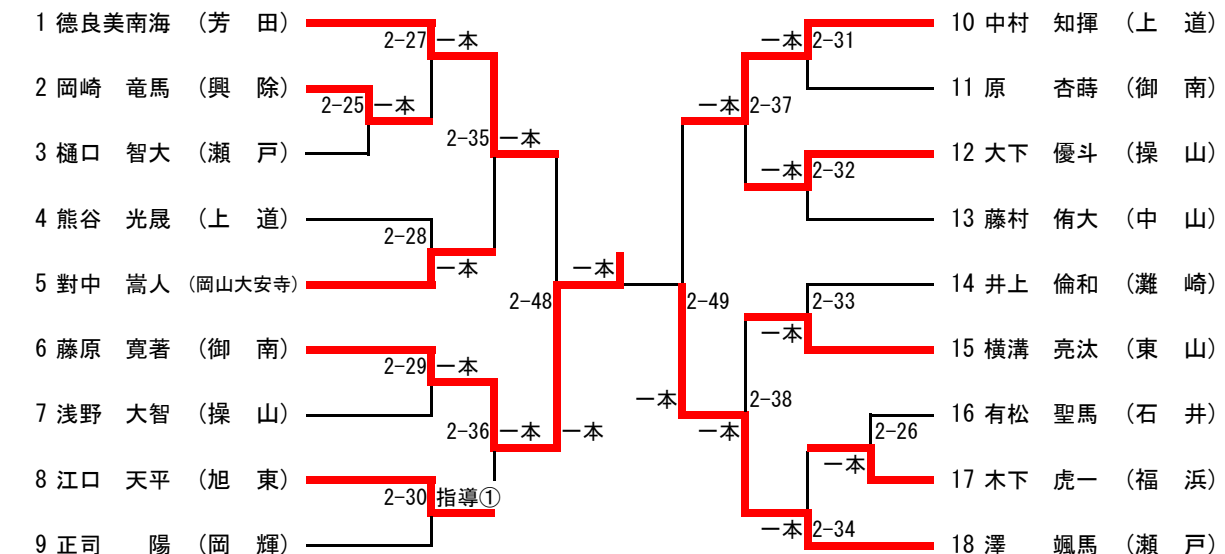 1 德良美南海 （芳　田）
2 岡崎　竜馬 （興　除）
3 樋口　智大 （瀬　戸）
4 熊谷　光晟 （上　道）
5 對中　嵩人 （岡山大安寺）
6 藤原　寛著 （御　南）
7 浅野　大智 （操　山）
8 江口　天平 （旭　東）
9 正司　　陽 （岡　輝）
2-27 一本
2-25 一本
2-35 一本
2-28
一本
2-29 一本
2-36 一本
2-30 指導①
2-48 一本
一本
2-49
一本
一本 2-31
一本 2-37
一本 2-32
2-33
一本
2-38
一本
2-26
一本
一本 2-34
10 中村　知揮 （上　道）
11 原　　杏蒔 （御　南）
12 大下　優斗 （操　山）
13 藤村　侑大 （中　山）
14 井上　倫和 （灘　崎）
15 横溝　亮汰 （東　山）
16 有松　聖馬 （石　井）
17 木下　虎一 （福　浜）
18 澤　　颯馬 （瀬　戸）